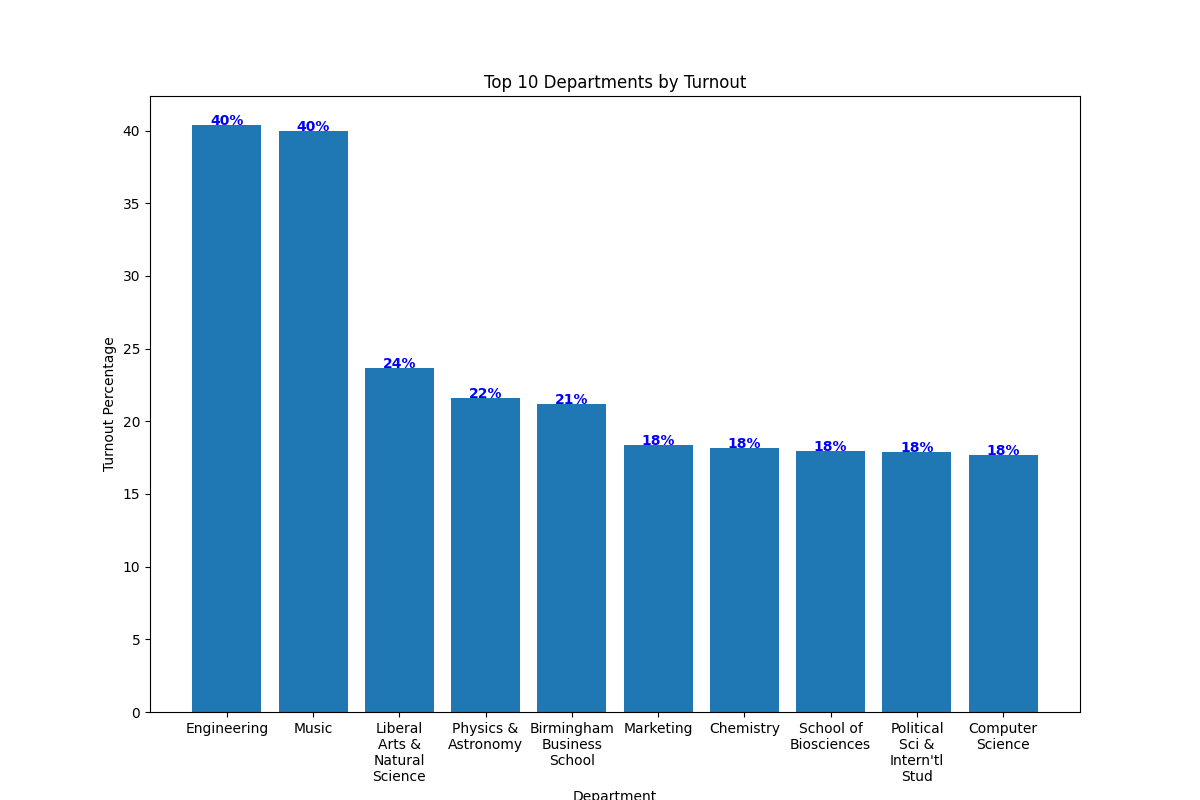 Top 10 Departments by Turnout
40%
40%
24%
22%
21%
18%
18%
18%
18%
18%
40
35
30
25
20
15
10
5
0
Turnout Percentage
Engineering
Music
Liberal
Arts &
Natural
Science
Physics &
Astronomy
Birmingham
Business
School
Marketing
Chemistry
School of
Biosciences
Political
Sci &
Intern'tl
Stud
Computer
Science
Department